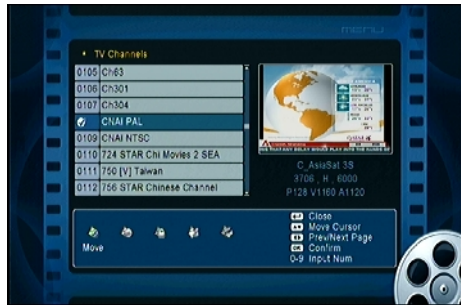 menu
TV Channels
0105 Ch63
0106 Ch301
0107 Ch304
CNAI PAL
0109 CNAI NTSC
0110 724 STAR Chi Movies 2 SEA
0111 750 [V] Taiwan
0112 756 STAR Chinese Channel
C_AsiaSat 3S
3706 , H , 6000
P128 V1160 A1120
Move
Close
Move Cursor
Prev/Next Page
OK Confirm
0-9 Input Num